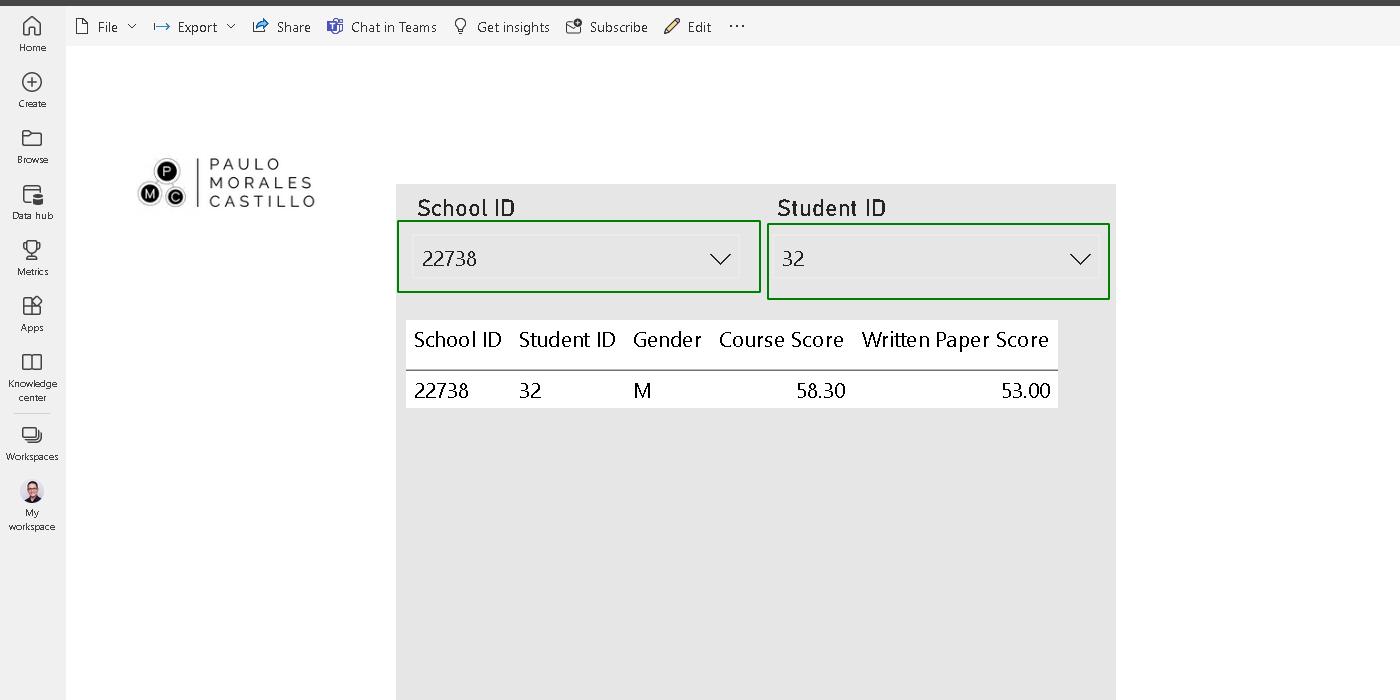 File
Export
Share
Chat in Teams
Get insights
Subscribe
Edit
Home
Create
Browse
Data hub
Metrics
Apps
Knowledge
center
Workspaces
My
workspace
P
M C
PAULO
MORALES
CASTILLO
School ID Student ID
22738 32
School ID Student ID Gender Course Score Written Paper Score
22738 32 M 58.30 53.00